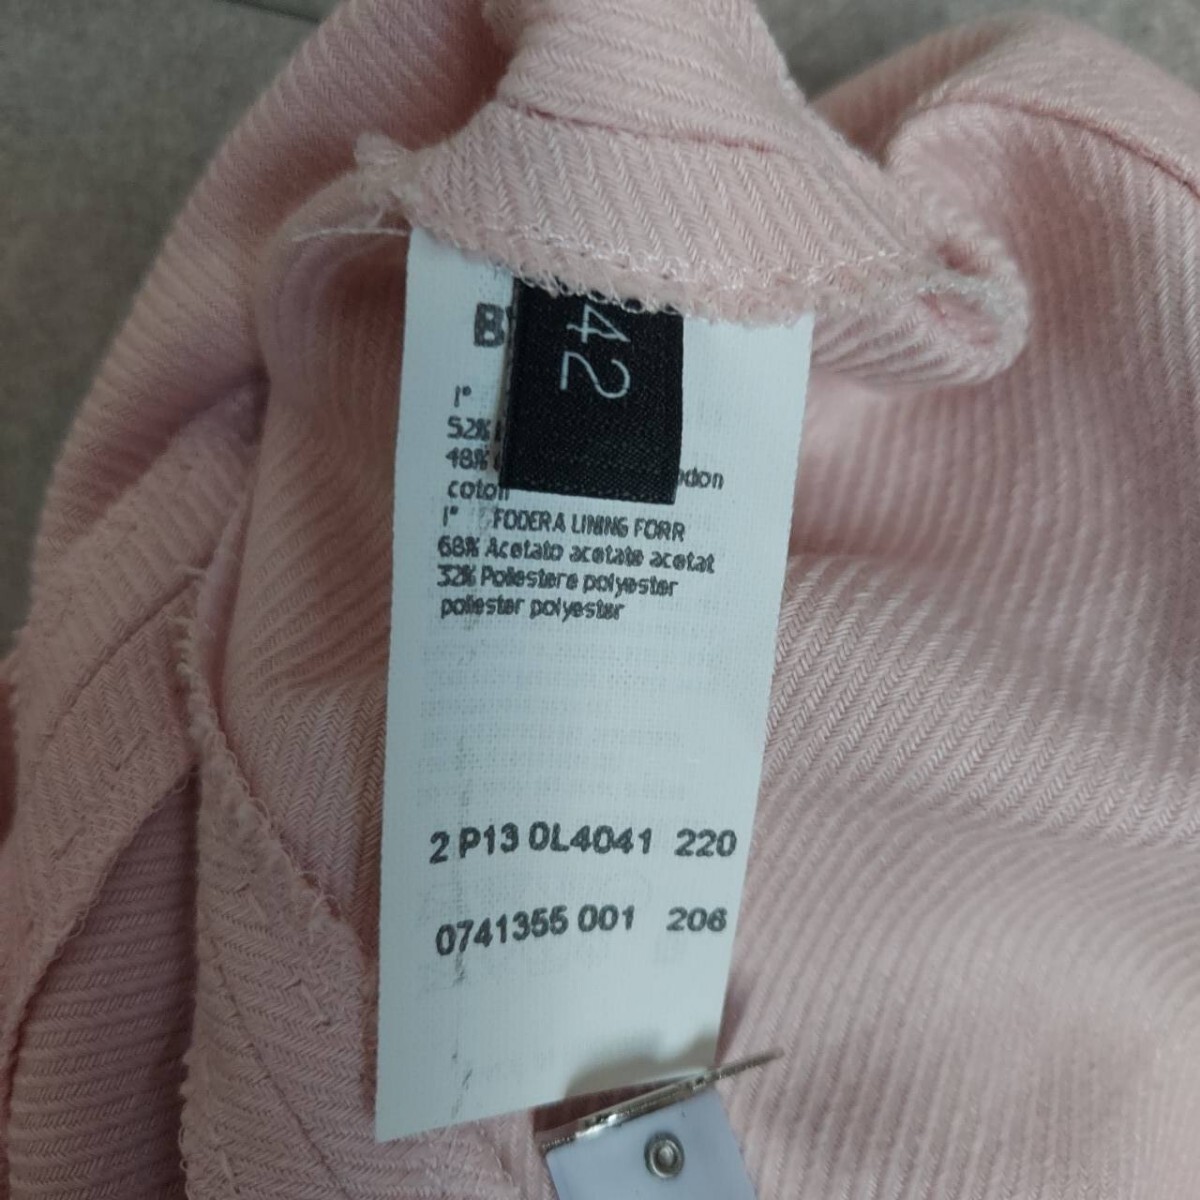 42
I°
52%
48% odon
coton
I° FODERA LINING FORR
68% Acetato acetate acetat
32% Poliestere polyester
poliester polyester
2 P13 0L4041 220
0741355 001 206